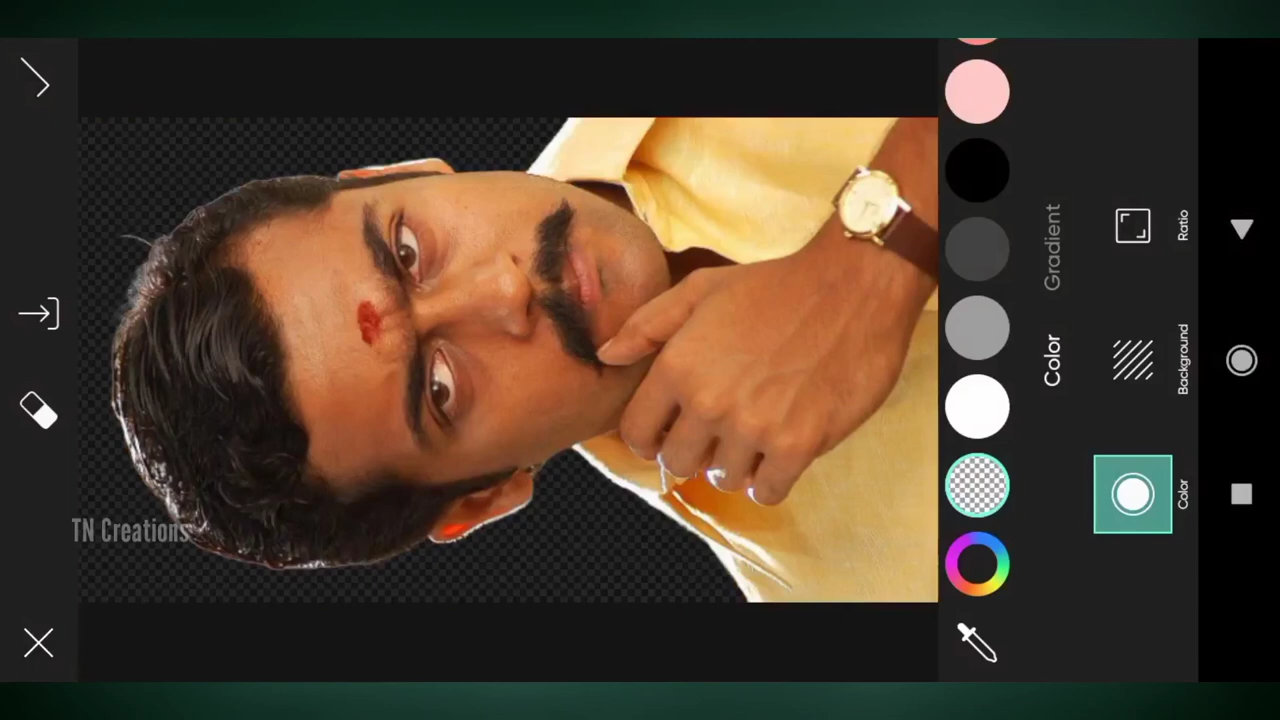 TN Creations
Gradient
Color
Ratio
Background
Color